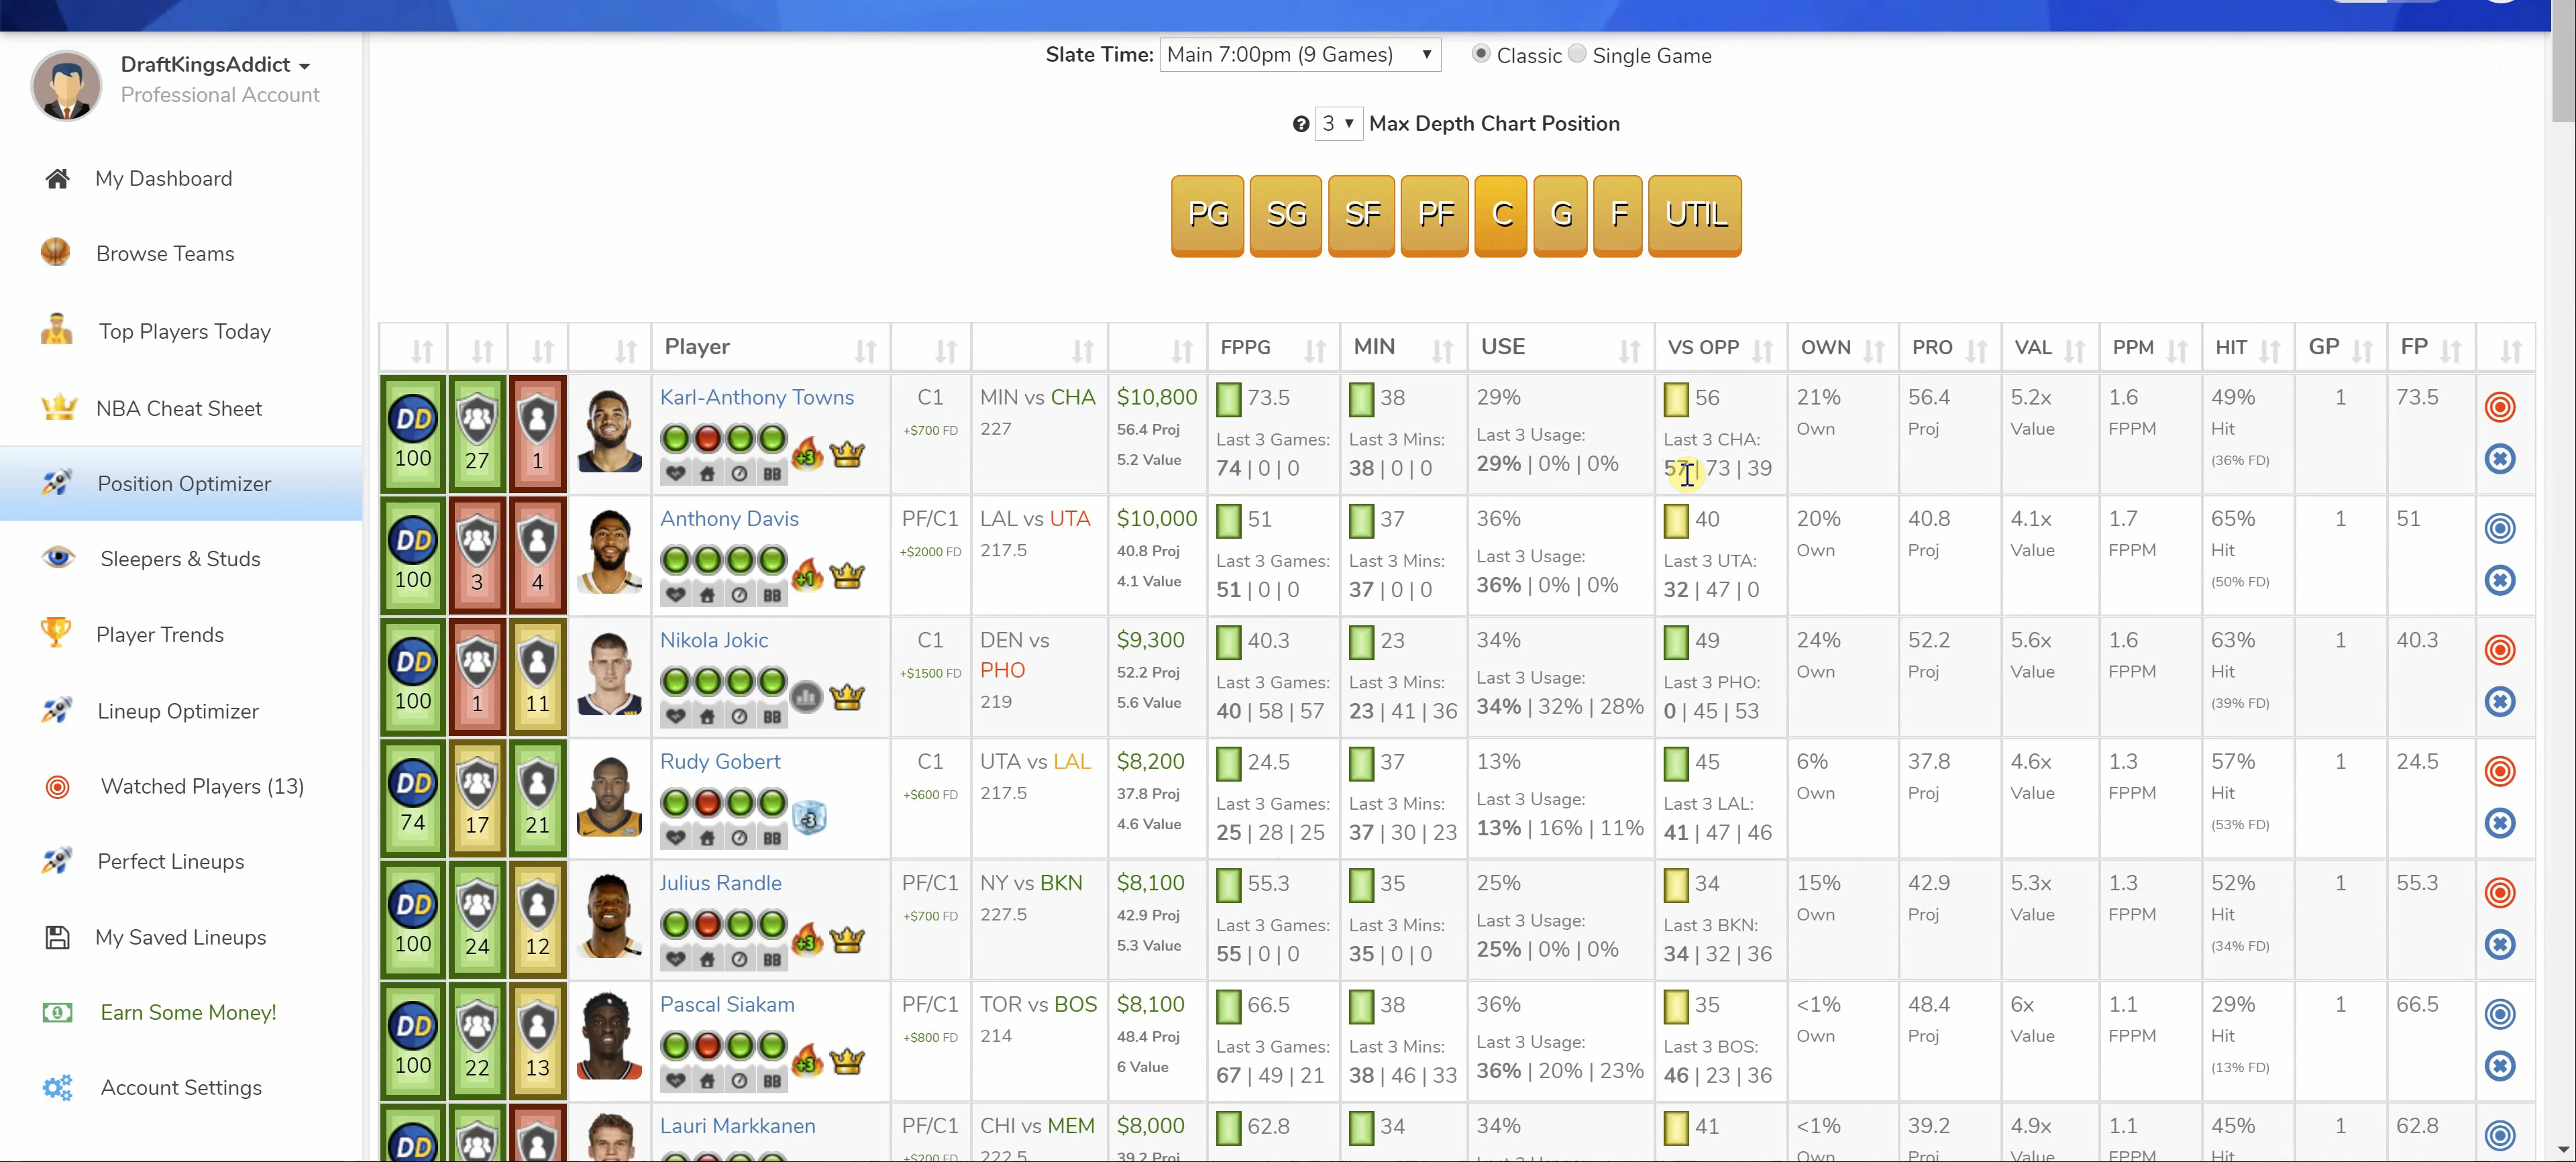 Slate Time: Main 7:00pm (9 Games) Classic Single Game
3 Max Depth Chart Position
PG SG SF PF C G F UTIL
DraftKingsAddict
Professional Account
My Dashboard
Browse Teams
Top Players Today
NBA Cheat Sheet
Position Optimizer
Sleepers & Studs
Player Trends
Lineup Optimizer
Watched Players (13)
Perfect Lineups
My Saved Lineups
Earn Some Money!
Account Settings
Player FPPG MIN USE VS OPP OWN PRO VAL PPM HIT GP FP
DD 100 27 1 Karl-Anthony Towns C1 MIN vs CHA $10,800 73.5 38 29% 56 21% 56.4 5.2x 1.6 49% 1 73.5
+$700 FD 227 56.4 Proj Own Proj Value FPPM Hit
+3 BB 5.2 Value Last 3 Games: Last 3 Mins: Last 3 Usage: Last 3 CHA: (36% FD)
74 | 0 | 0 38 | 0 | 0 29% | 0% | 0% 57 | 73 | 39
DD 100 3 4 Anthony Davis PF/C1 LAL vs UTA $10,000 51 37 36% 40 20% 40.8 4.1x 1.7 65% 1 51
+$2000 FD 217.5 40.8 Proj Own Proj Value FPPM Hit
+1 BB 4.1 Value Last 3 Games: Last 3 Mins: Last 3 Usage: Last 3 UTA: (50% FD)
51 | 0 | 0 37 | 0 | 0 36% | 0% | 0% 32 | 47 | 0
DD 100 1 11 Nikola Jokic C1 DEN vs PHO $9,300 40.3 23 34% 49 24% 52.2 5.6x 1.6 63% 1 40.3
+$1500 FD 219 52.2 Proj Own Proj Value FPPM Hit
BB 5.6 Value Last 3 Games: Last 3 Mins: Last 3 Usage: Last 3 PHO: (39% FD)
40 | 58 | 57 23 | 41 | 36 34% | 32% | 28% 0 | 45 | 53
DD 74 17 21 Rudy Gobert C1 UTA vs LAL $8,200 24.5 37 13% 45 6% 37.8 4.6x 1.3 57% 1 24.5
+$600 FD 217.5 37.8 Proj Own Proj Value FPPM Hit
-3 BB 4.6 Value Last 3 Games: Last 3 Mins: Last 3 Usage: Last 3 LAL: (53% FD)
25 | 28 | 25 37 | 30 | 23 13% | 16% | 11% 41 | 47 | 46
DD 100 24 12 Julius Randle PF/C1 NY vs BKN $8,100 55.3 35 25% 34 15% 42.9 5.3x 1.3 52% 1 55.3
+$700 FD 227.5 42.9 Proj Own Proj Value FPPM Hit
+3 BB 5.3 Value Last 3 Games: Last 3 Mins: Last 3 Usage: Last 3 BKN: (34% FD)
55 | 0 | 0 35 | 0 | 0 25% | 0% | 0% 34 | 32 | 36
DD 100 22 13 Pascal Siakam PF/C1 TOR vs BOS $8,100 66.5 38 36% 35 <1% 48.4 6x 1.1 29% 1 66.5
+$800 FD 214 48.4 Proj Own Proj Value FPPM Hit
+3 BB 6 Value Last 3 Games: Last 3 Mins: Last 3 Usage: Last 3 BOS: (13% FD)
67 | 49 | 21 38 | 46 | 33 36% | 20% | 23% 46 | 23 | 36
DD Lauri Markkanen PF/C1 CHI vs MEM $8,000 62.8 34 34% 41 <1% 39.2 4.9x 1.1 45% 1 62.8
+$200 FD 222.5 39.2 Proj Own Proj Value FPPM Hit